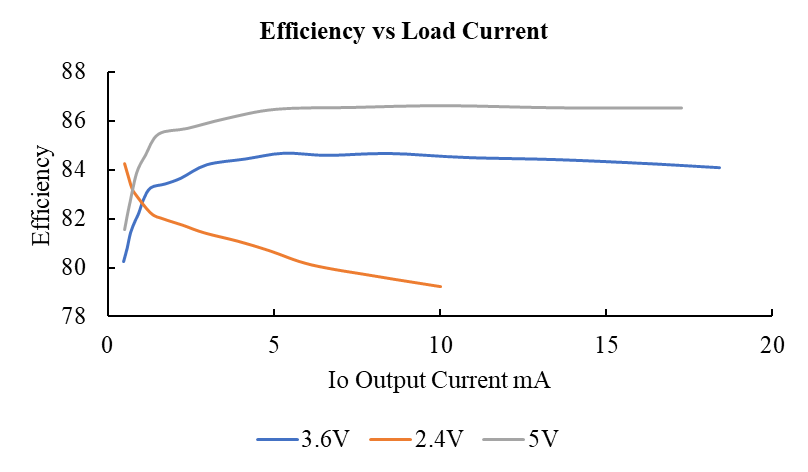 Efficiency vs Load Current
88
86
84
82
80
78
Efficiency
0 5 10 15 20
Io Output Current mA
3.6V 2.4V 5V